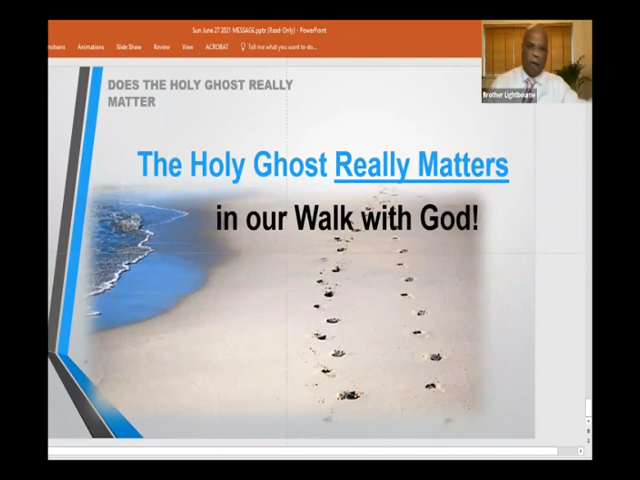 Sun June 27 2021 MESSAGE.pptx [Read-Only] - PowerPoint
Animations Slide Show Review View ACROBAT Tell me what you want to do...
Brother Lightbourne
DOES THE HOLY GHOST REALLY
MATTER
The Holy Ghost Really Matters
in our Walk with God!